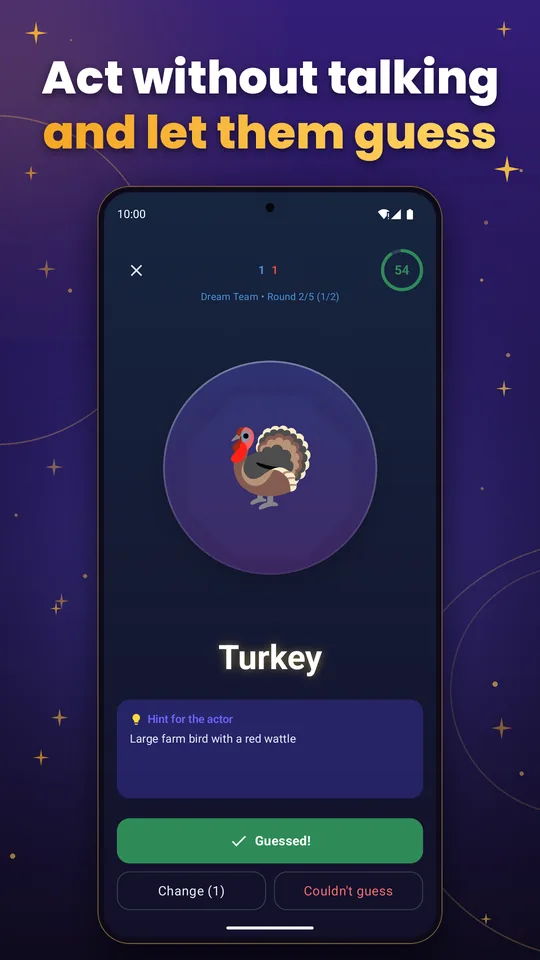 Act without talking
and let them guess
10:00
1 1
54
Dream Team • Round 2/5 (1/2)
Turkey
Hint for the actor
Large farm bird with a red wattle
Guessed!
Change (1)
Couldn't guess